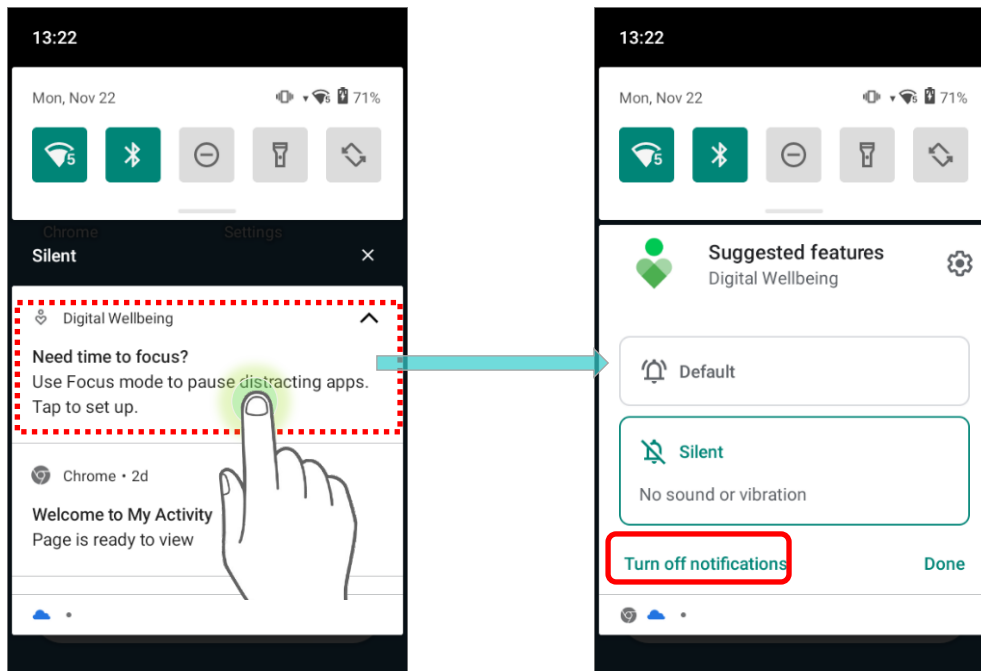 13:22
Mon, Nov 22
71%
5
Chrome
Settings
Silent
Digital Wellbeing
Need time to focus?
Use Focus mode to pause distracting apps.
Tap to set up.
Chrome • 2d
Welcome to My Activity
Page is ready to view
13:22
Mon, Nov 22
71%
5
Suggested features
Digital Wellbeing
Default
Silent
No sound or vibration
Turn off notifications
Done